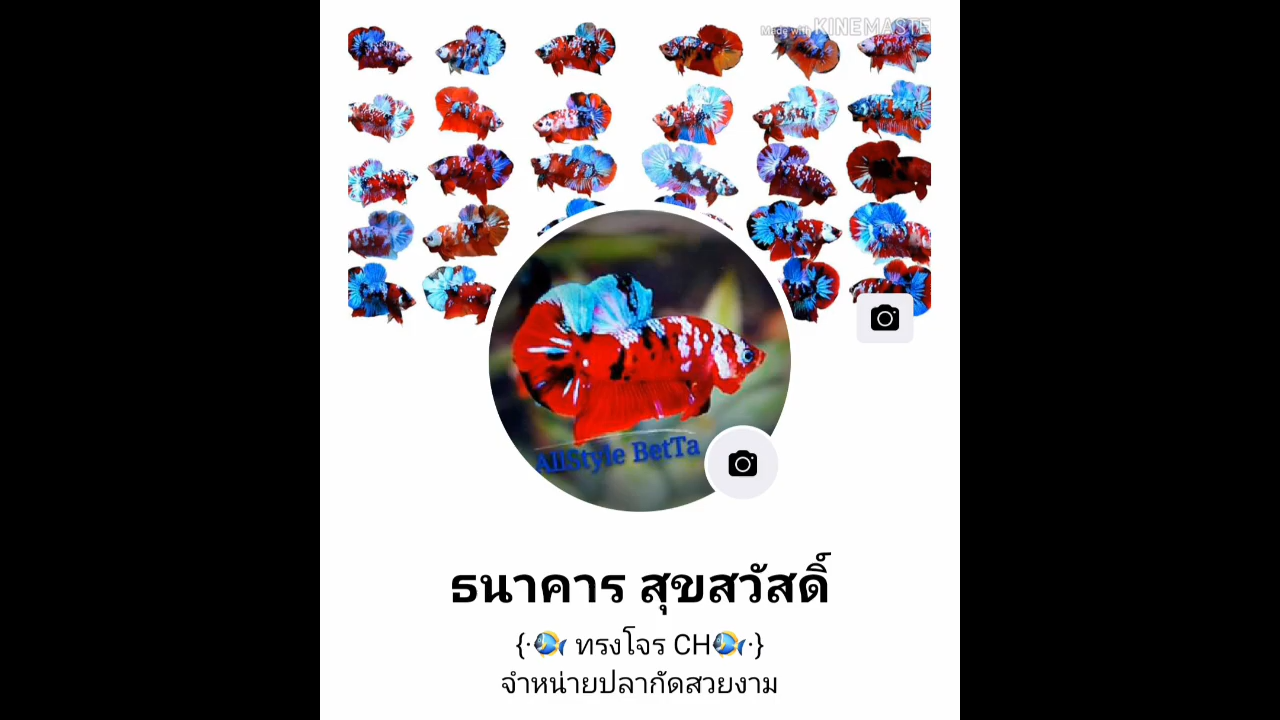 Made with KINEMASTE
AllStyle BetTa
ธนาคาร สุขสวัสดิ์
{·🐠 ทรงโจร CH🐠·}
จำหน่ายปลากัดสวยงาม